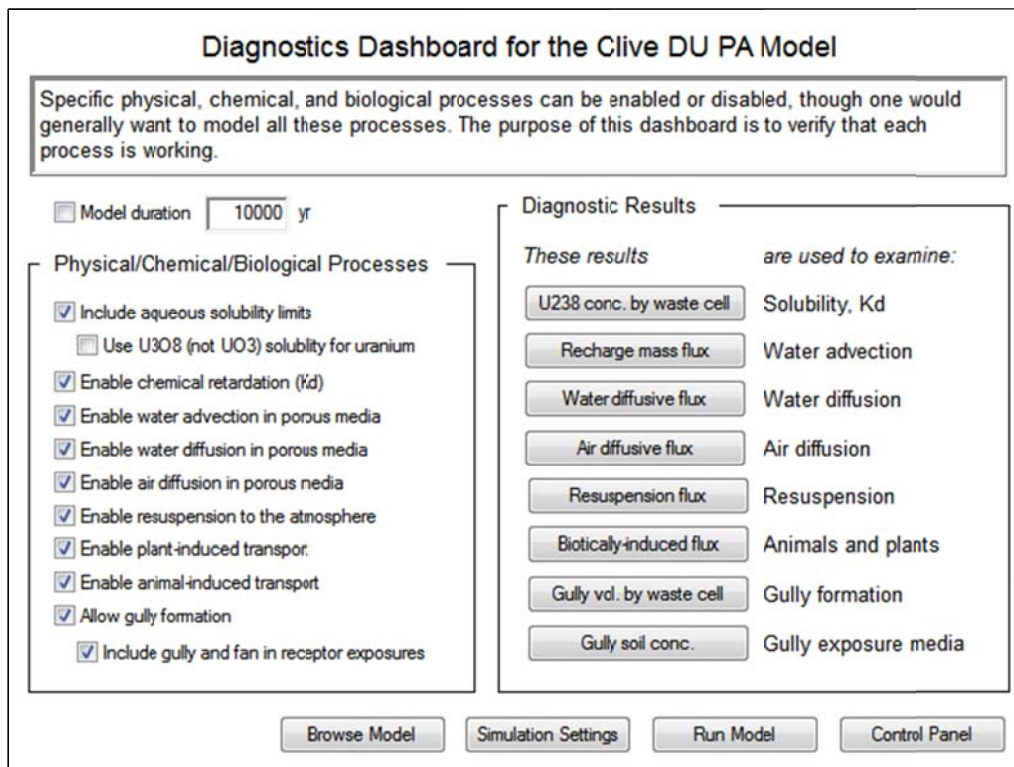 Diagnostics Dashboard for the Clive DU PA Model
Specific physical, chemical, and biological processes can be enabled or disabled, though one would
generally want to model all these processes. The purpose of this dashboard is to verify that each
process is working.
Model duration 10000 yr
Physical/Chemical/Biological Processes
Include aqueous solubility limits
Use U3O8 (not UO3) solublity for uranium
Enable chemical retardation (Kd)
Enable water advection in porous media
Enable water diffusion in porous media
Enable air diffusion in porous nedia
Enable resuspension to the atmosphere
Enable plant-induced transport
Enable animal-induced transport
Allow gully formation
Include gully and fan in receptor exposures
Diagnostic Results
These results are used to examine:
U238 conc. by waste cell Solubility, Kd
Recharge mass flux Water advection
Water diffusive flux Water diffusion
Air dffusive flux Air diffusion
Resuspension flux Resuspension
Biotically-induced flux Animals and plants
Gully vol. by waste cell Gully formation
Gully soil conc. Gully exposure media
Browse Model Simulation Settings Run Model Control Panel